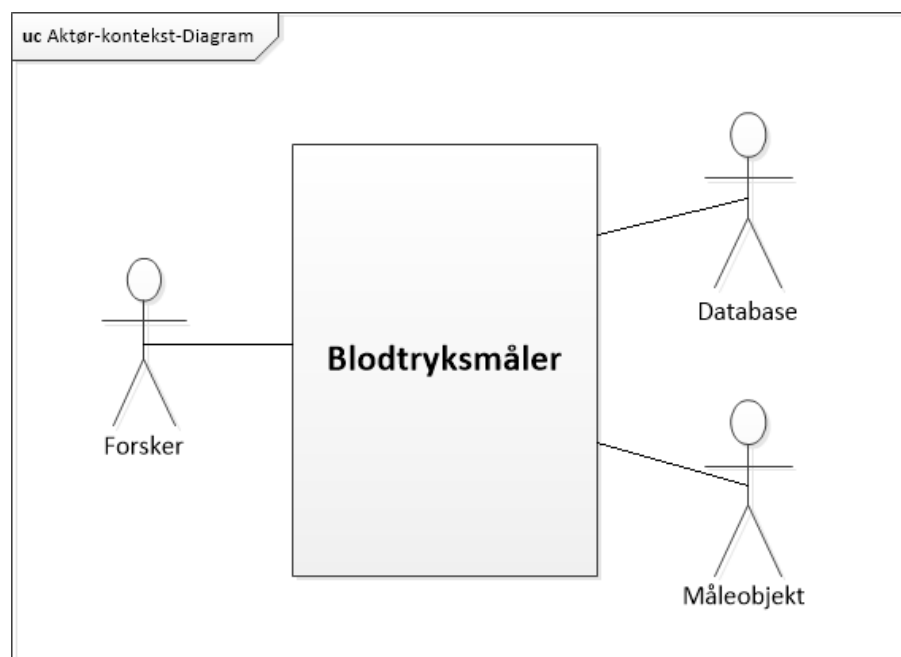 uc Aktør-kontekst-Diagram
Database
Blodtryksmåler
Forsker
Måleobjekt